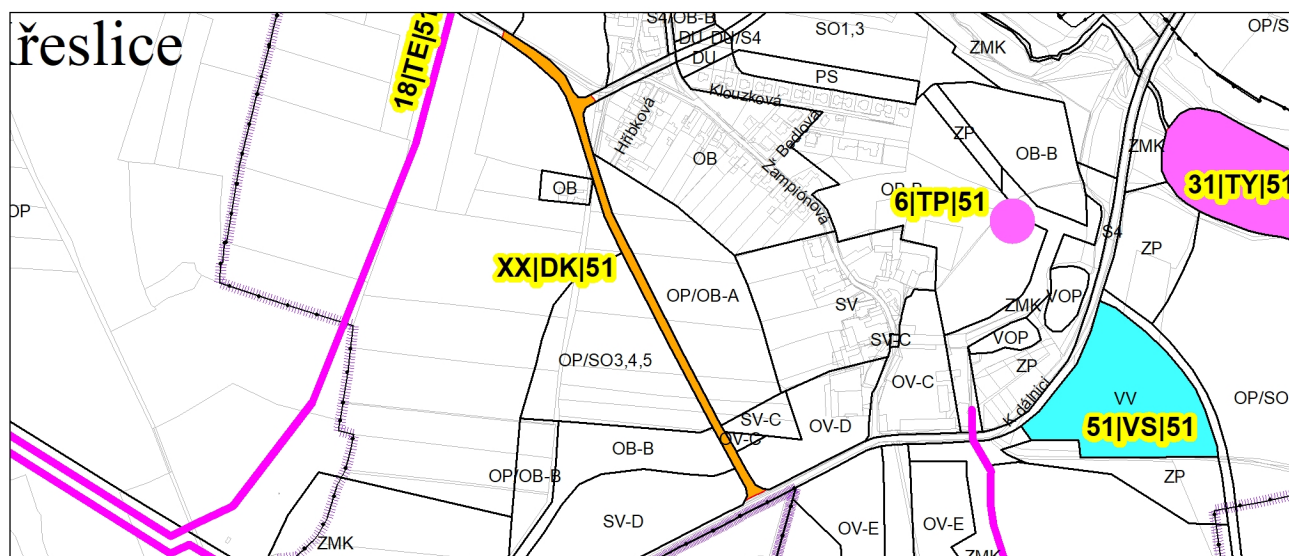 řeslice
18|TE|51
S4/OB-B
DU
DU/S4
DU
SO1,3
ZMK
OP/S
PS
Klouzková
Hřibková
Bedlová
Žampiónová
OB
ZP
OB-B
ZMK
OB
31|TY|51
6|TP|51
OP
S4
ZP
XX|DK|51
OP/OB-A
SV
ZMK
VOP
VOP
SV-C
OP/SO3,4,5
ZP
OV-C
K dálnici
VV
OP/SO
51|VS|51
SV-C
OV-D
OV-C
OB-B
OP/OB-B
ZP
SV-D
OV-E
OV-E
ZMK
ZMK